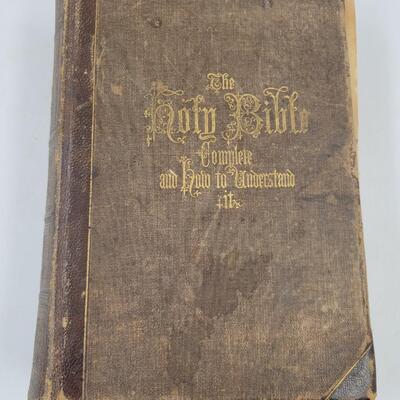 The
Holy Bible
Complete
and How to Understand
it